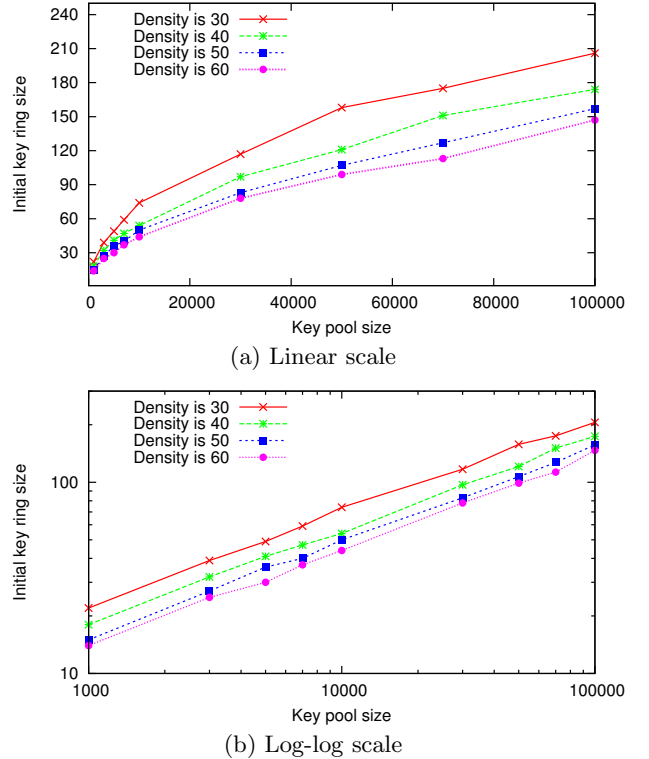 240
210
180
150
120
90
60
30
Initial key ring size
Density is 30
Density is 40
Density is 50
Density is 60
0 20000 40000 60000 80000 100000
Key pool size
(a) Linear scale
100
10
Initial key ring size
Density is 30
Density is 40
Density is 50
Density is 60
1000 10000 100000
Key pool size
(b) Log-log scale